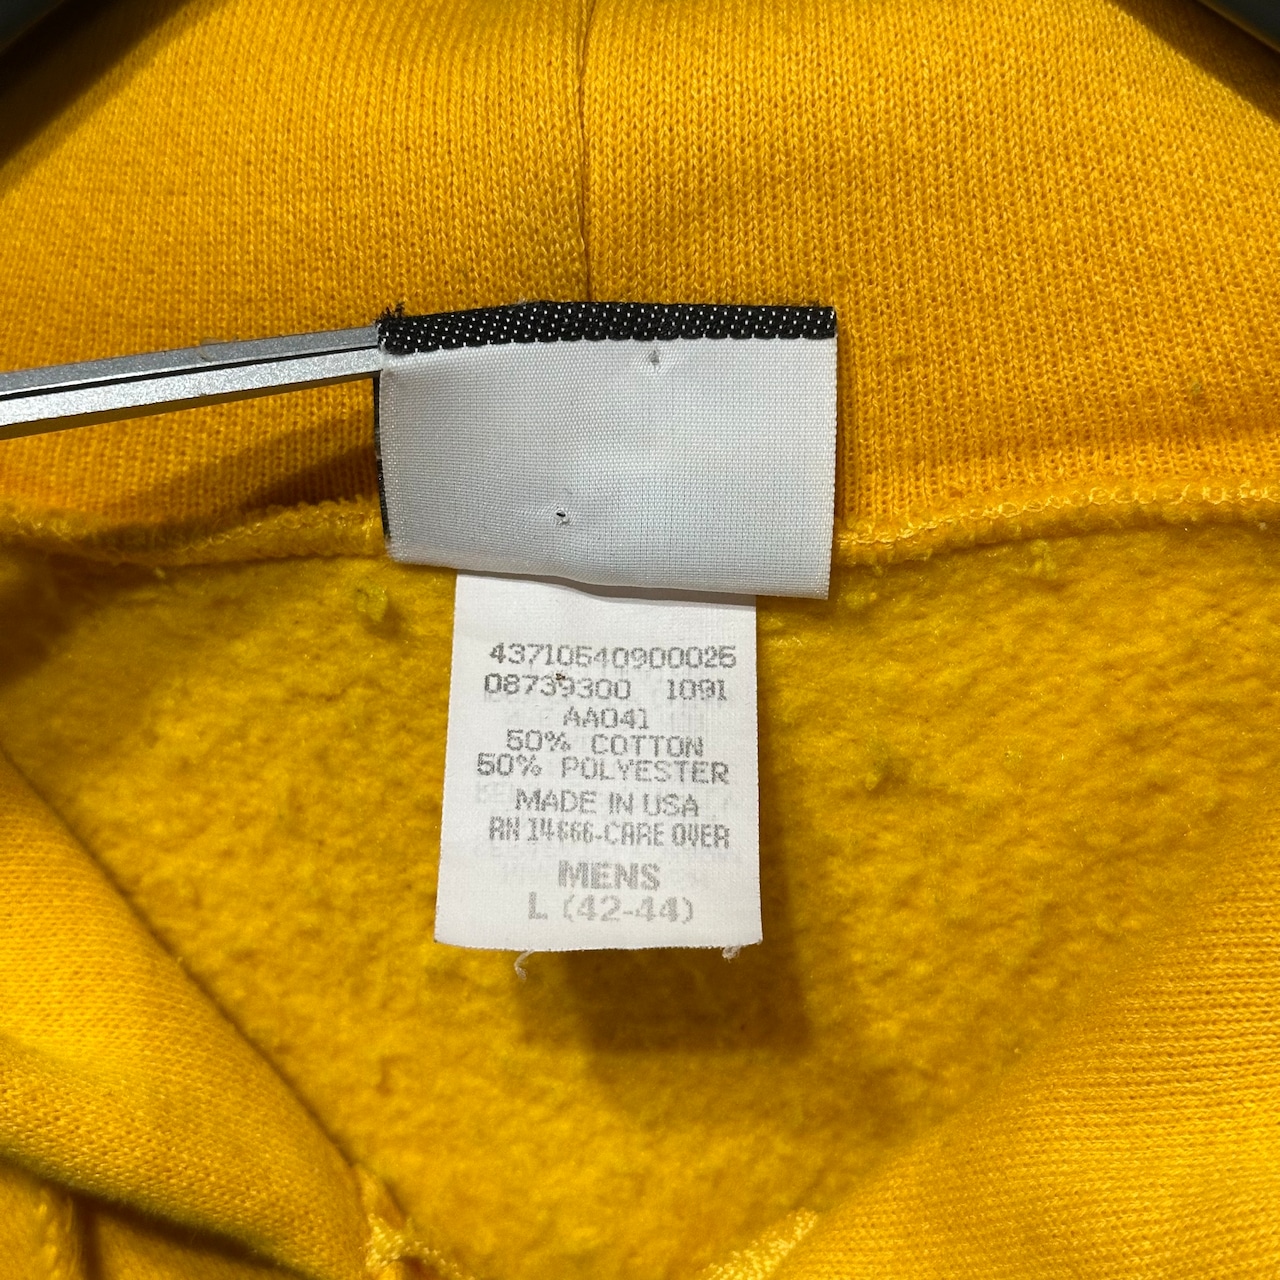 43710540900025
08739300 1091
AA041
50% COTTON
50% POLYESTER
MADE IN USA
RN 14666-CARE OVER
MENS
L (42-44)